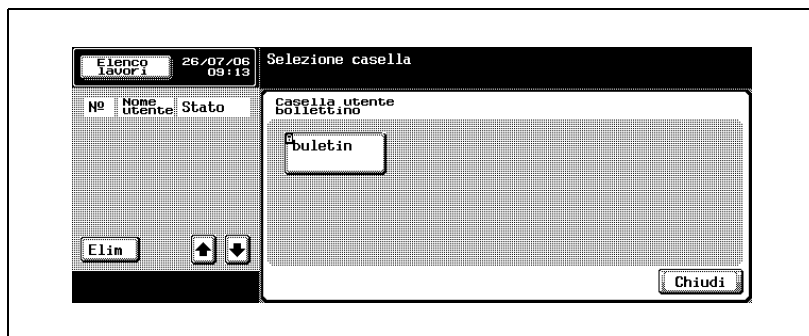 Elenco
lavori
26/07/06
09:13
Selezione casella
Nº
Nome
utente
Stato
Casella utente
bollettino
buletin
Elim
Chiudi